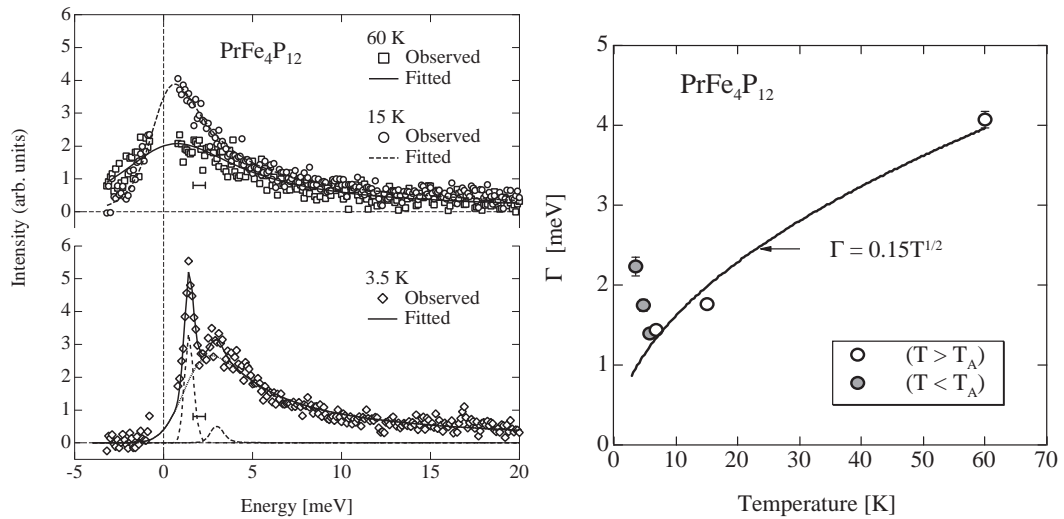 6
5
4
3
2
1
0
PrFe4P12
60 K
Observed
Fitted
15 K
Observed
Fitted
Intensity (arb. units)
6
5
4
3
2
1
0
3.5 K
Observed
Fitted
-5
0
5
10
15
20
Energy [meV]
5
4
3
2
1
0
Γ [meV]
PrFe4P12
Γ = 0.15T1/2
(T > TA)
(T < TA)
0
10
20
30
40
50
60
70
Temperature [K]